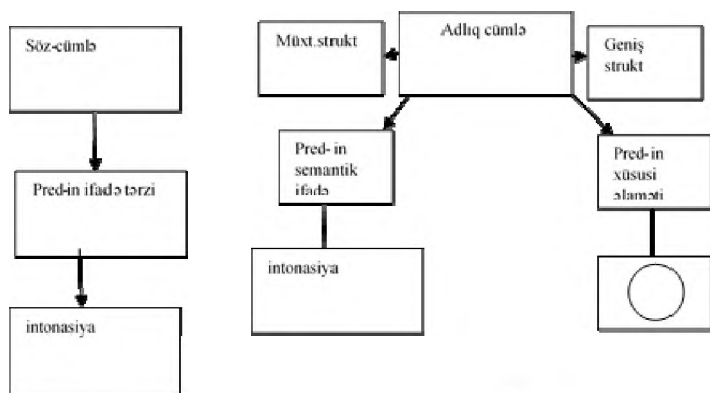 Söz-cümlə
Pred-in ifadə tərzi
intonasiya
Müxt.strukt
Adlıq cümlə
Geniş
strukt
Pred- in
semantik
ifadə
Pred-in
xüsusi
əlaməti
intonasiya